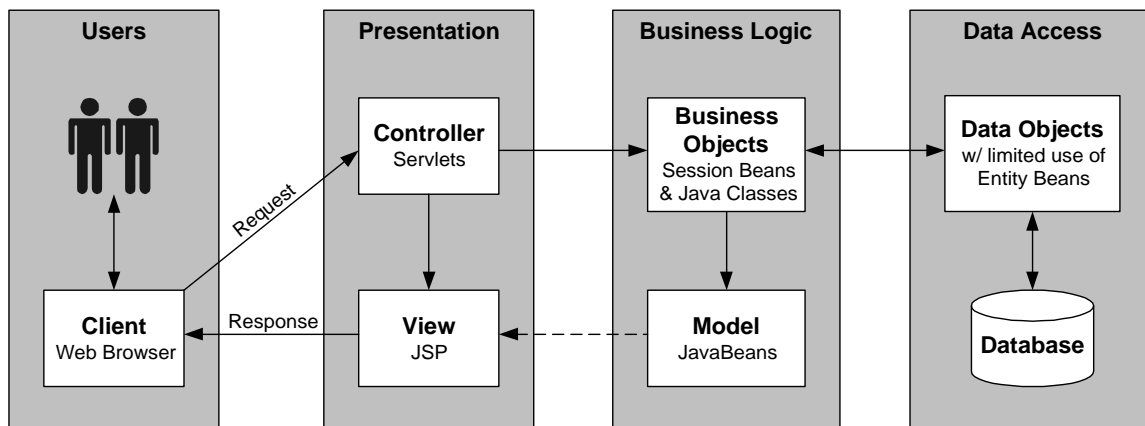 Users
Presentation
Business Logic
Data Access
Controller
Servlets
Business
Objects
Session Beans
& Java Classes
Data Objects
w/ limited use of
Entity Beans
Request
Response
Client
Web Browser
View
JSP
Model
JavaBeans
Database